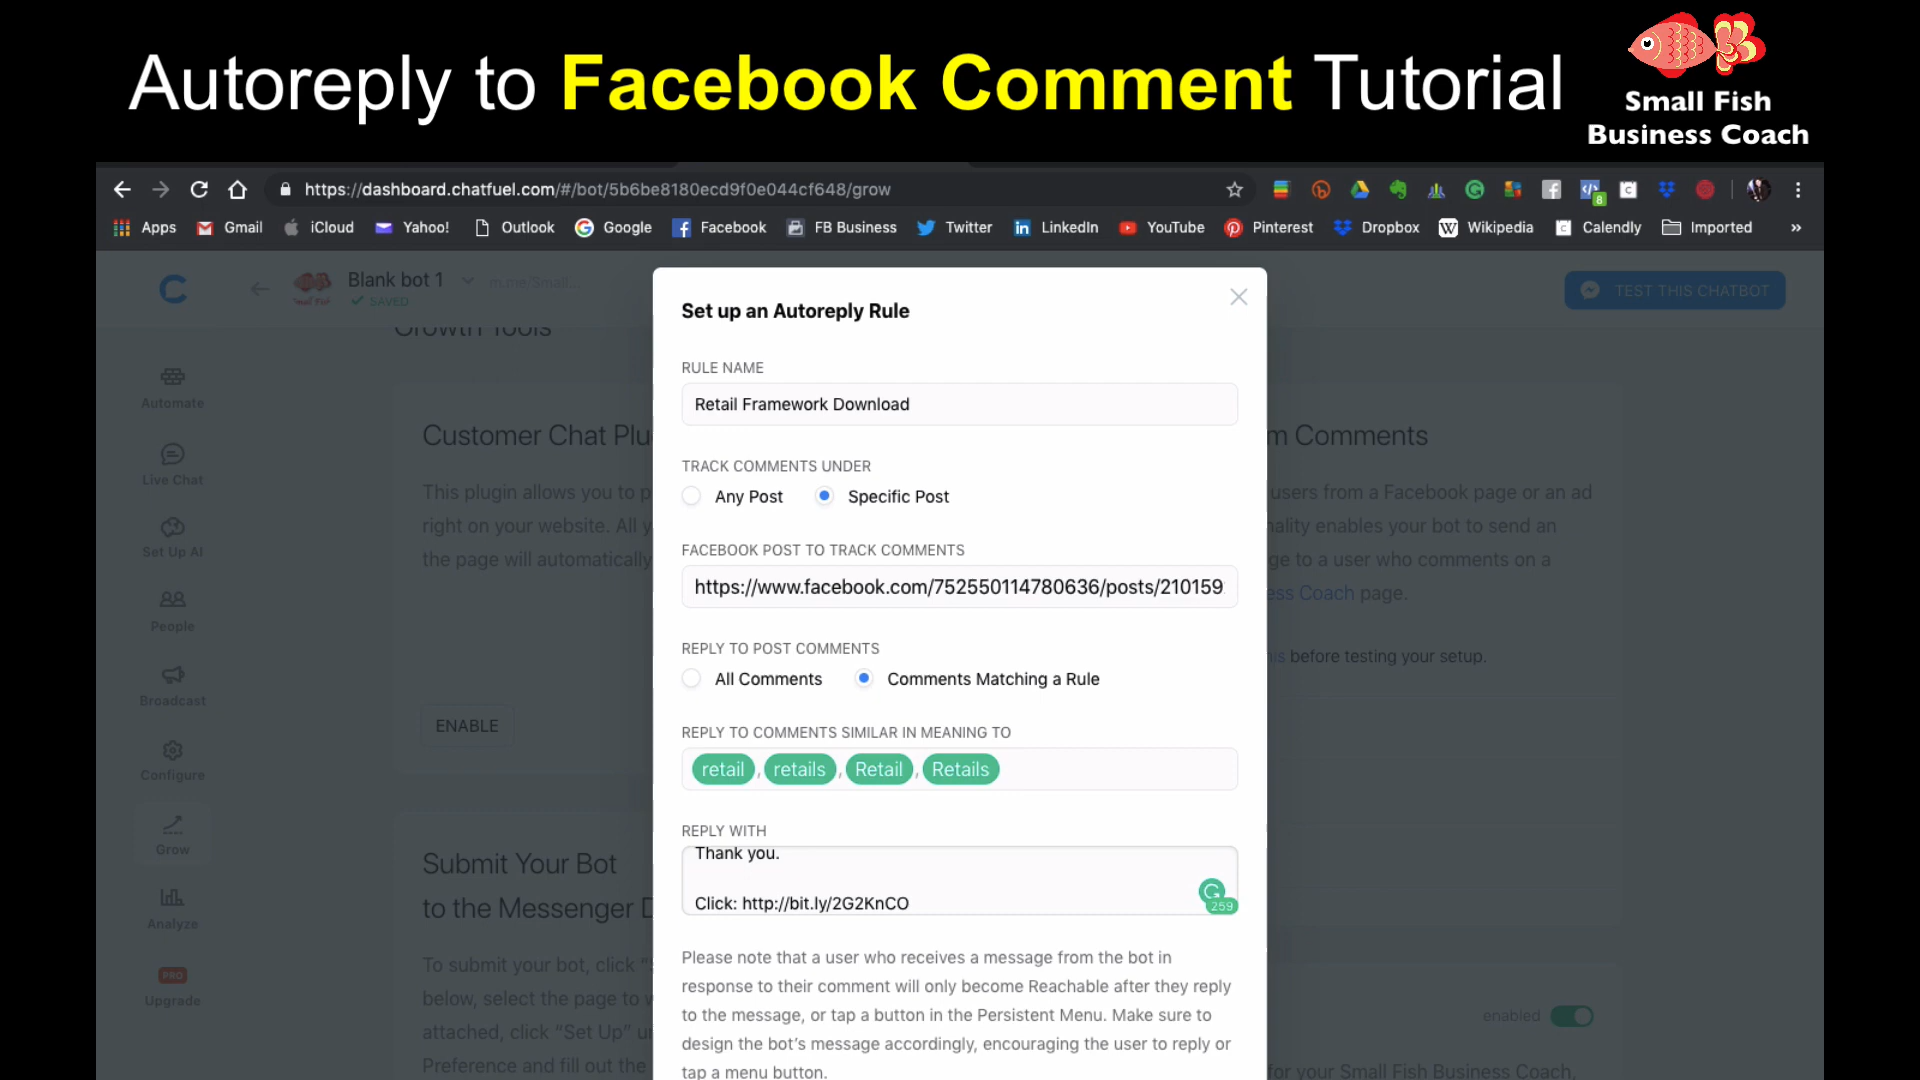 Autoreply to Facebook Comment Tutorial
Small Fish
Business Coach
https://dashboard.chatfuel.com/#/bot/5b6be8180ecd9f0e044cf648/grow
8
Apps Gmail iCloud Yahoo! Outlook Google Facebook FB Business Twitter LinkedIn YouTube Pinterest Dropbox Wikipedia Calendly Imported »
Blank bot 1
m.me/Small...
SAVED
TEST THIS CHATBOT
Growth Tools
Automate
Live Chat
Set Up AI
People
Broadcast
Configure
Grow
Analyze
PRO
Upgrade
Customer Chat Plu
This plugin allows you to p
right on your website. All y
the page will automatically
ENABLE
Submit Your Bot
to the Messenger D
To submit your bot, click “
below, select the page to
attached, click “Set Up” u
Preference and fill out the
Set up an Autoreply Rule
RULE NAME
Retail Framework Download
TRACK COMMENTS UNDER
Any Post Specific Post
FACEBOOK POST TO TRACK COMMENTS
https://www.facebook.com/752550114780636/posts/210159
REPLY TO POST COMMENTS
All Comments Comments Matching a Rule
REPLY TO COMMENTS SIMILAR IN MEANING TO
retail, retails, Retail, Retails
REPLY WITH
Thank you.
Click: http://bit.ly/2G2KnCO
259
Please note that a user who receives a message from the bot in
response to their comment will only become Reachable after they reply
to the message, or tap a button in the Persistent Menu. Make sure to
design the bot’s message accordingly, encouraging the user to reply or
tap a menu button.
m Comments
users from a Facebook page or an ad
ality enables your bot to send an
ge to a user who comments on a
ess Coach page.
is before testing your setup.
enabled
for your Small Fish Business Coach.